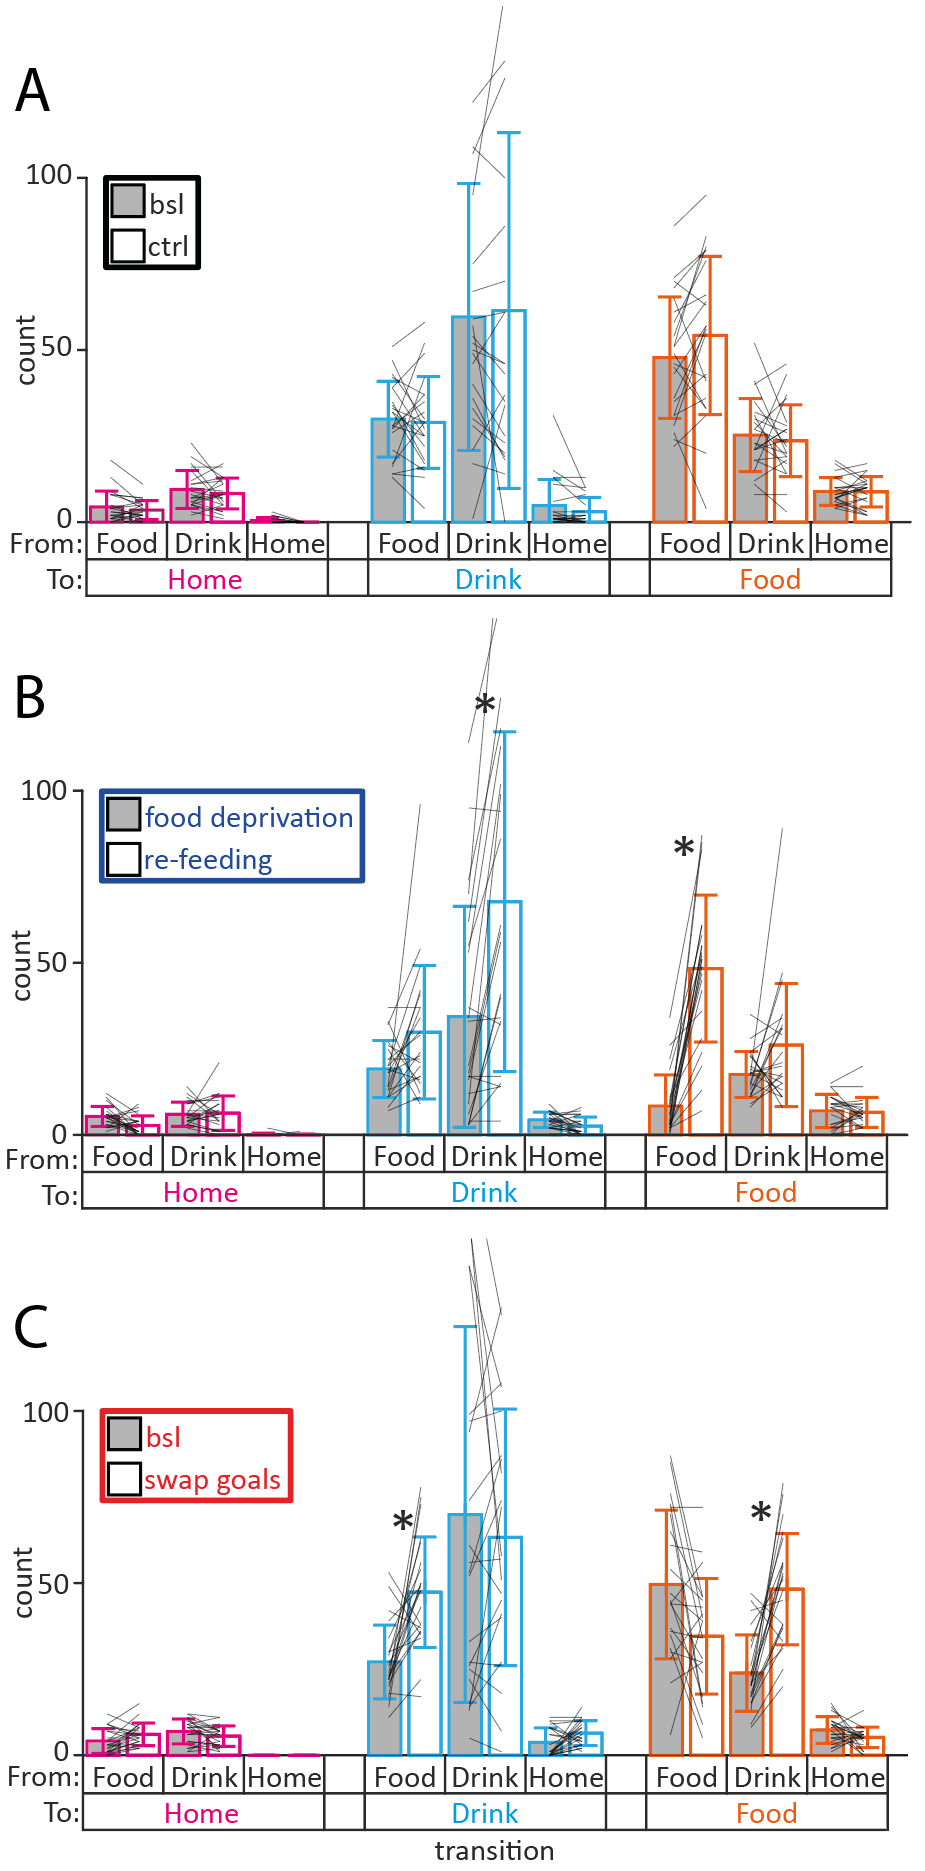 A
100
bsl
ctrl
count
50
0
From: Food Drink Home Food Drink Home Food Drink Home
To: Home Drink Food
B
*
100
food deprivation
re-feeding
*
count
50
0
From: Food Drink Home Food Drink Home Food Drink Home
To: Home Drink Food
C
100
bsl
swap goals
* *
count
50
0
From: Food Drink Home Food Drink Home Food Drink Home
To: Home Drink Food
transition